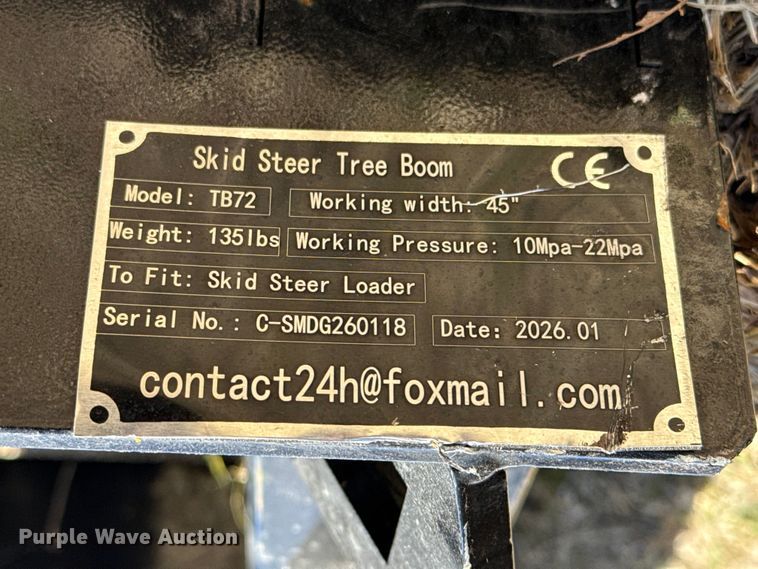 Skid Steer Tree Boom CE
Model: TB72 Working width: 45"
Weight: 135lbs Working Pressure: 10Mpa-22Mpa
To Fit: Skid Steer Loader
Serial No.: C-SMDG260118 Date: 2026.01
contact24h@foxmail.com
Purple Wave Auction®